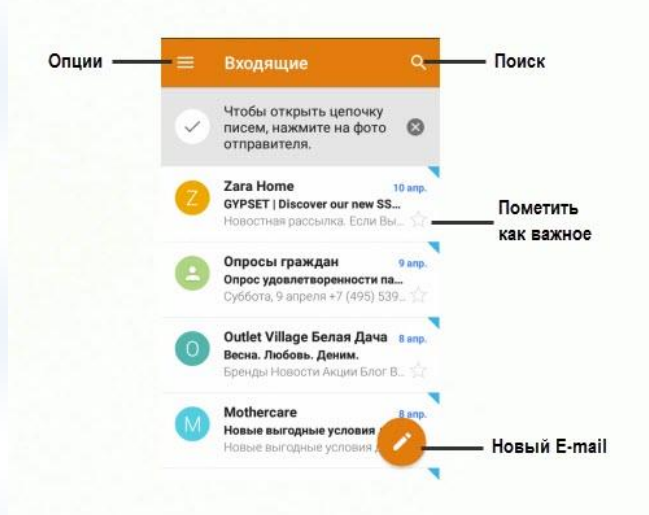 Опции
Входящие
Поиск
Чтобы открыть цепочку
писем, нажмите на фото
отправителя.
Z
Zara Home 10 апр.
GYPSET | Discover our new SS...
Новостная рассылка. Если Вы...
Пометить
как важное
Опросы граждан 9 апр.
Опрос удовлетворенности па...
Суббота, 9 апреля +7 (495) 539...
O
Outlet Village Белая Дача 8 апр.
Весна. Любовь. Деним.
Бренды Новости Акции Блог В...
M
Mothercare 8 апр.
Новые выгодные условия
Новые выгодные условия
Новый E-mail